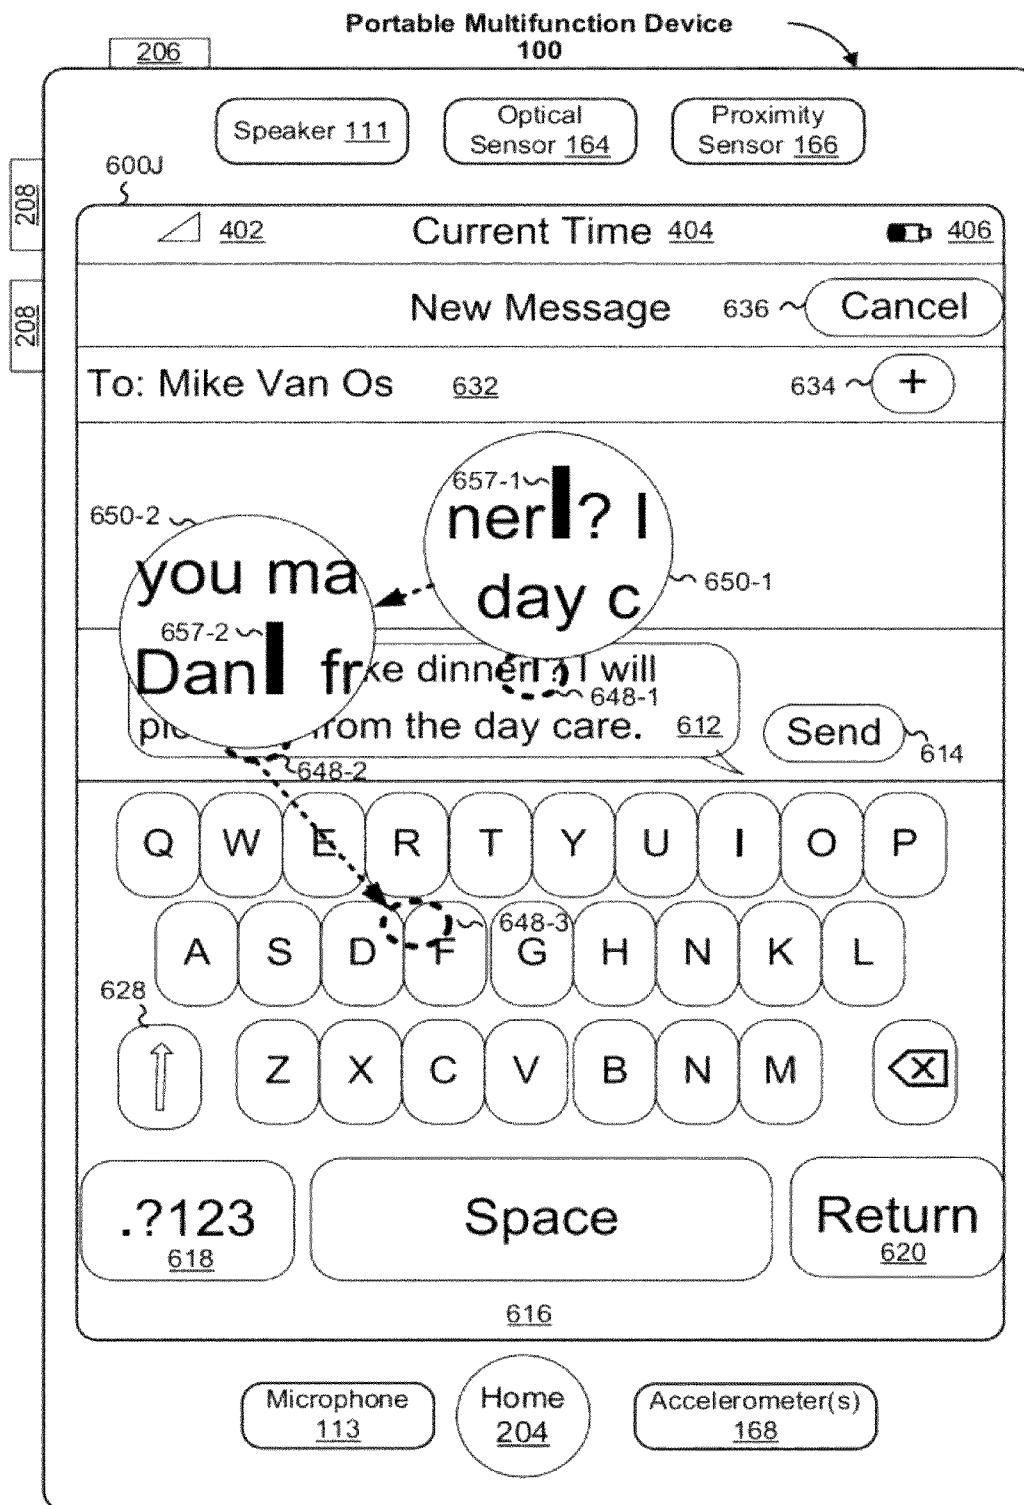 Portable Multifunction Device
100
206
Speaker 111
Optical
Sensor 164
Proximity
Sensor 166
600J
208
208
402
Current Time 404
406
New Message
636
Cancel
To: Mike Van Os
632
634
+
657-1
ner ? I
day c
650-1
650-2
you ma
657-2
Dan fr
ke dinner ? I will
648-1
from the day care.
612
Send
614
648-2
Q W E R T Y U I O P
648-3
A S D F G H N K L
628
Z X C V B N M
X
.?123
618
Space
Return
620
616
Microphone
113
Home
204
Accelerometer(s)
168